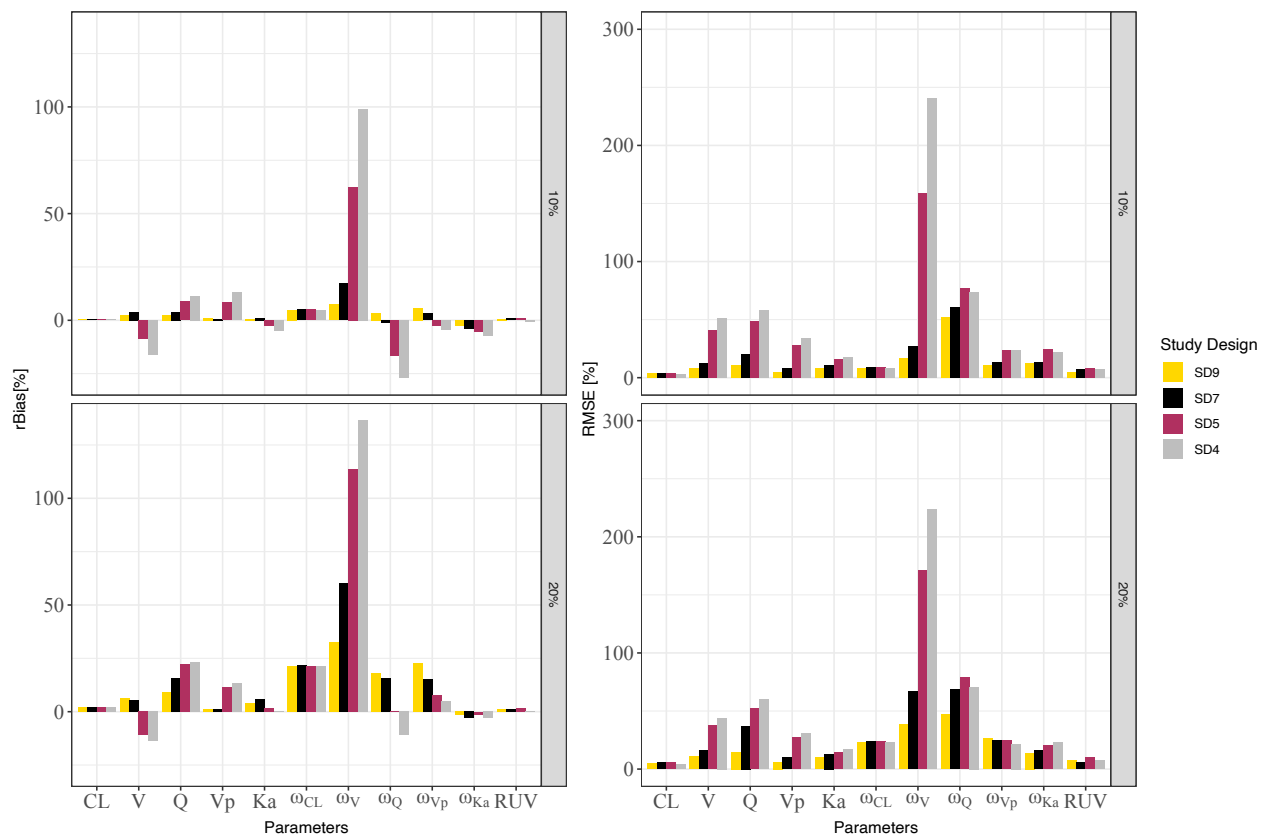 100
50
0
10%
300
200
100
0
10%
rBias[%]
RMSE [%]
100
50
0
20%
300
200
100
0
20%
CL V Q Vp Ka ωCL ωV ωQ ωVp ωKa RUV
Parameters
CL V Q Vp Ka ωCL ωV ωQ ωVp ωKa RUV
Parameters
Study Design
SD9
SD7
SD5
SD4